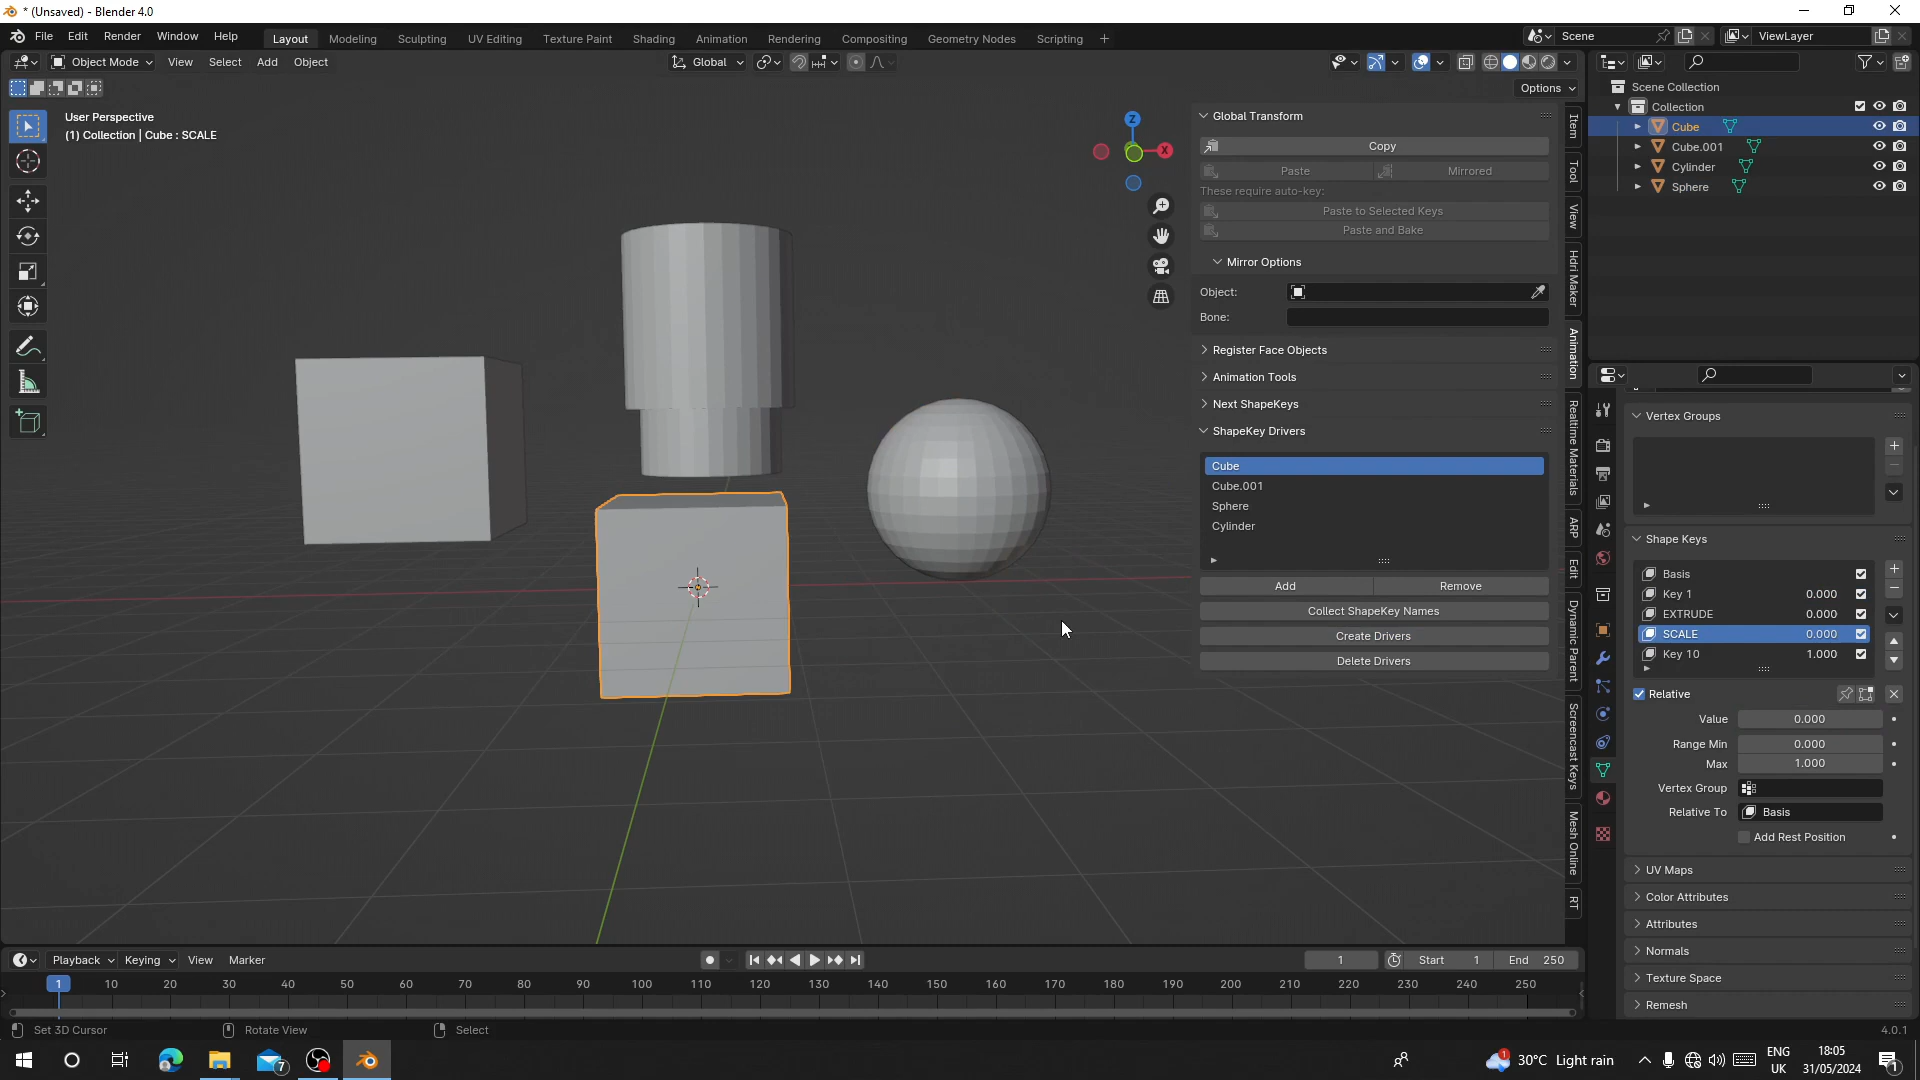 * (Unsaved) - Blender 4.0
File Edit Render Window Help Layout Modeling Sculpting UV Editing Texture Paint Shading Animation Rendering Compositing Geometry Nodes Scripting + Scene ViewLayer
Object Mode View Select Add Object Global
Options
User Perspective
(1) Collection | Cube : SCALE
Z
X
Global Transform
Copy
Paste Mirrored
These require auto-key:
Paste to Selected Keys
Paste and Bake
Mirror Options
Object:
Bone:
Register Face Objects
Animation Tools
Next ShapeKeys
ShapeKey Drivers
Cube
Cube.001
Sphere
Cylinder
Add Remove
Collect ShapeKey Names
Create Drivers
Delete Drivers
Item
Tool
View
Hdri Maker
Animation
Realtime Materials
ARP
Edit
Dynamic Parent
Screencast Keys
Mesh Online
RT
Scene Collection
Collection
Cube
Cube.001
Cylinder
Sphere
Vertex Groups
Shape Keys
Basis
Key 1 0.000
EXTRUDE 0.000
SCALE 0.000
Key 10 1.000
Relative
Value 0.000
Range Min 0.000
Max 1.000
Vertex Group
Relative To Basis
Add Rest Position
UV Maps
Color Attributes
Attributes
Normals
Texture Space
Remesh
Playback Keying View Marker 1 Start 1 End 250
1 10 20 30 40 50 60 70 80 90 100 110 120 130 140 150 160 170 180 190 200 210 220 230 240 250
Set 3D Cursor Rotate View Select 4.0.1
7 1 30°C Light rain ENG UK 18:05 31/05/2024 1